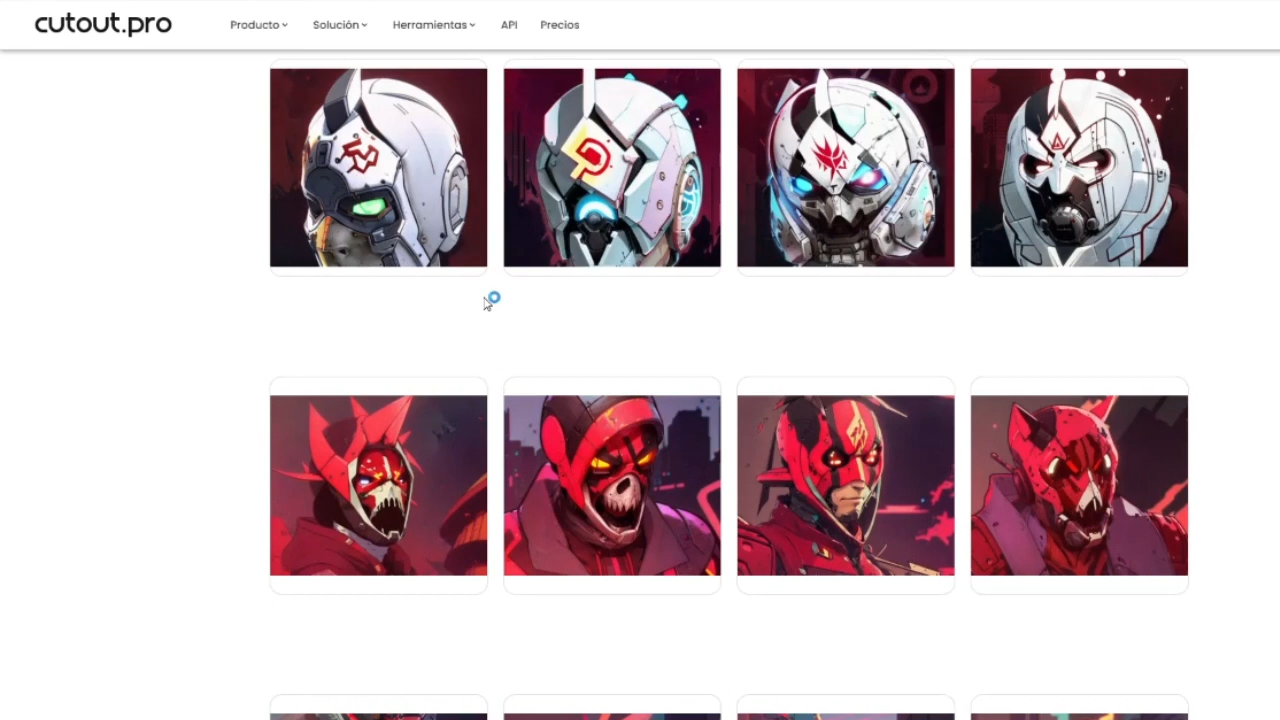 cutout.pro
Producto
Solución
Herramientas
API
Precios